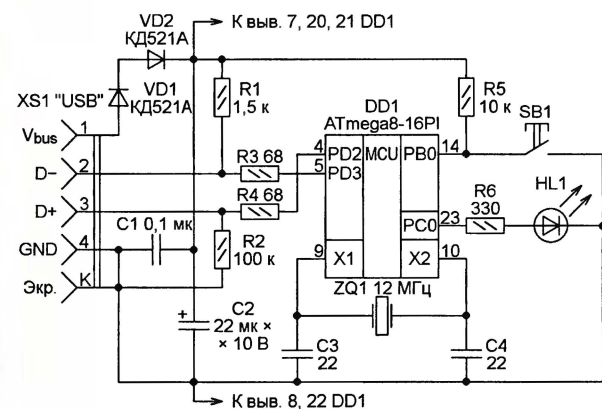 VD2
КД521А
К выв. 7, 20, 21 DD1
VD1
КД521А
XS1 "USB"
R1
1,5 к
R5
10 к
DD1
ATmega8-16PI
SB1
Vbus
1
D−
2
D+
3
GND
4
Экр.
K
R3 68
R4 68
4
5
PD2
PD3
MCU
PB0
14
PC0
23
R6
330
HL1
C1 0,1 мк
R2
100 к
9
X1
X2
10
ZQ1 12 МГц
+
C2
22 мк ×
× 10 В
C3
22
C4
22
К выв. 8, 22 DD1